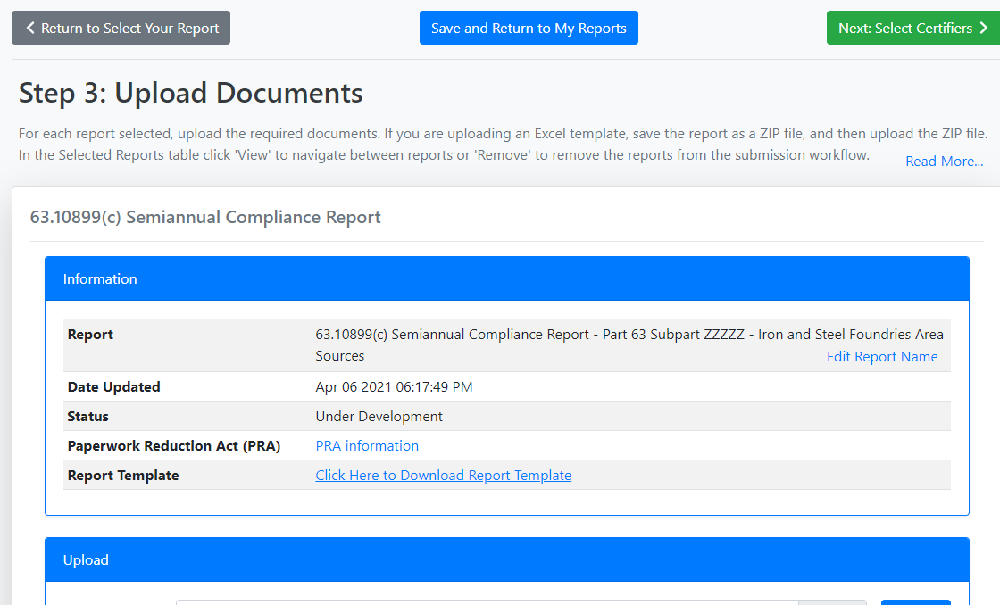 Return to Select Your Report
Save and Return to My Reports
Next: Select Certifiers
Step 3: Upload Documents
For each report selected, upload the required documents. If you are uploading an Excel template, save the report as a ZIP file, and then upload the ZIP file.
In the Selected Reports table click 'View' to navigate between reports or 'Remove' to remove the reports from the submission workflow.
Read More...
63.10899(c) Semiannual Compliance Report
Information
Report
63.10899(c) Semiannual Compliance Report - Part 63 Subpart ZZZZZ - Iron and Steel Foundries Area
Sources
Edit Report Name
Date Updated
Apr 06 2021 06:17:49 PM
Status
Under Development
Paperwork Reduction Act (PRA)
PRA information
Report Template
Click Here to Download Report Template
Upload